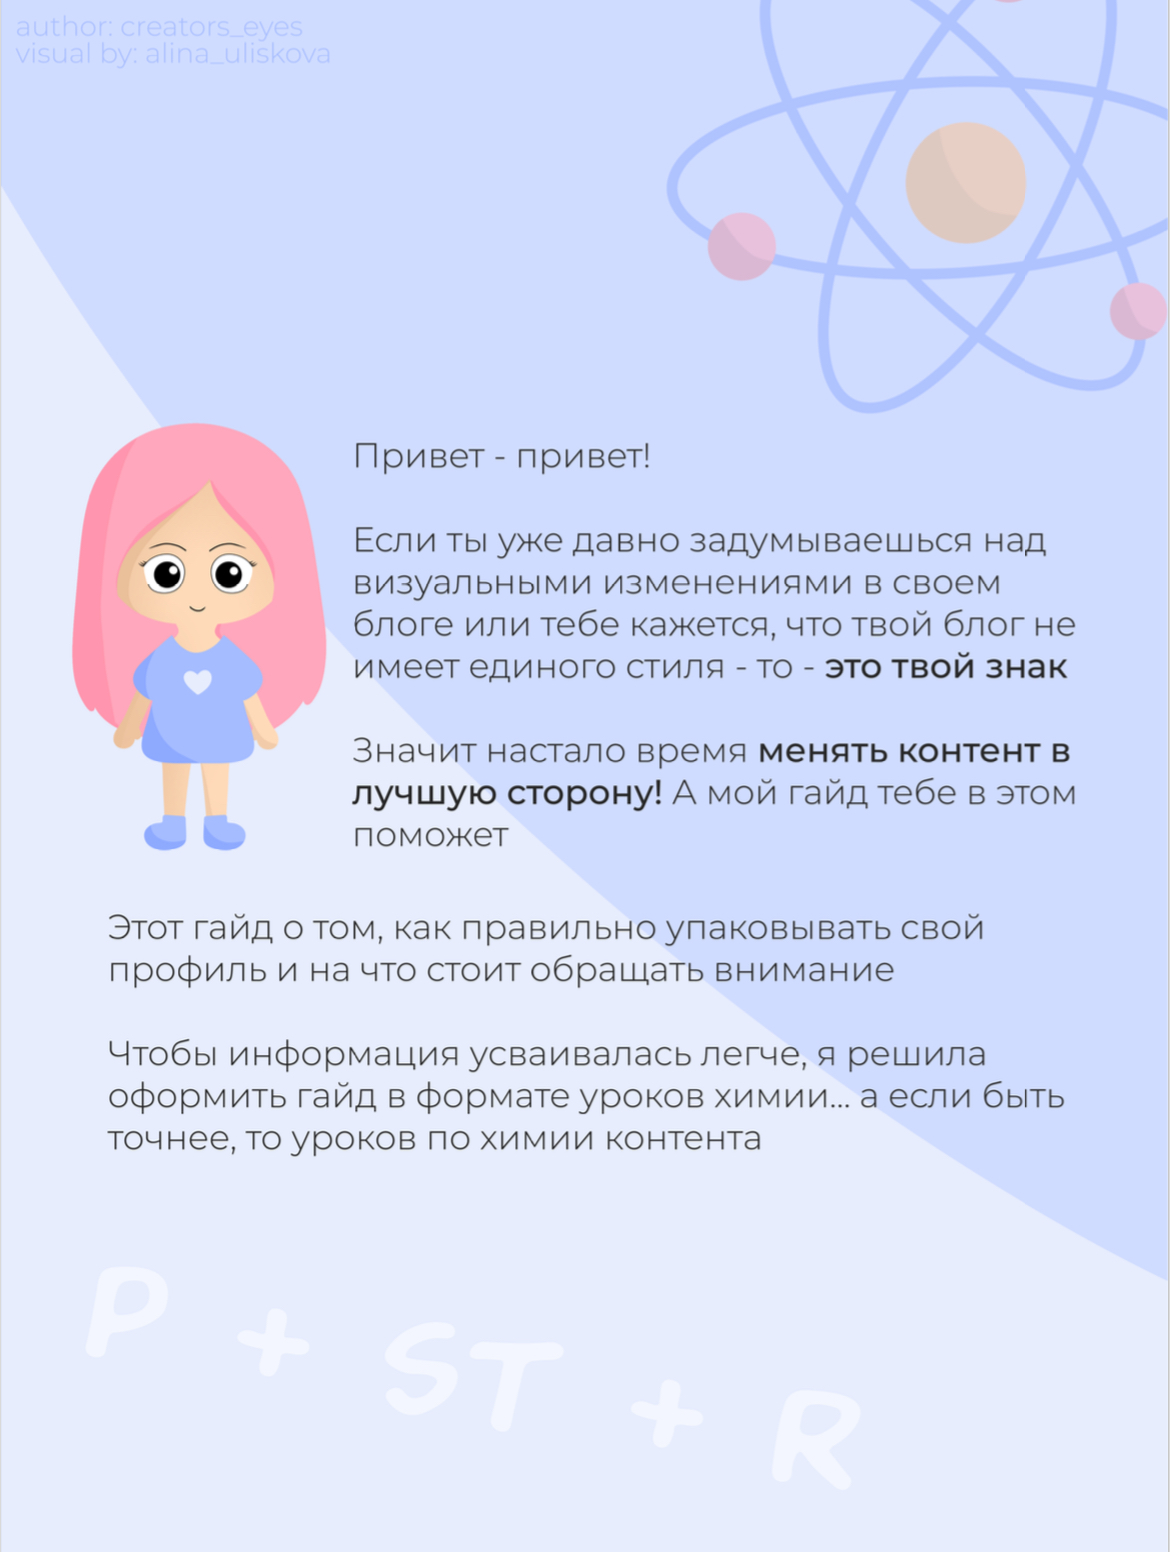 author: creators_eyes
visual by: alina_uliskova
Привет - привет!
Если ты уже давно задумываешься над
визуальными изменениями в своем
блоге или тебе кажется, что твой блог не
имеет единого стиля - то - это твой знак
Значит настало время менять контент в
лучшую сторону! А мой гайд тебе в этом
поможет
Этот гайд о том, как правильно упаковывать свой
профиль и на что стоит обращать внимание
Чтобы информация усваивалась легче, я решила
оформить гайд в формате уроков химии... а если быть
точнее, то уроков по химии контента
P + ST + R